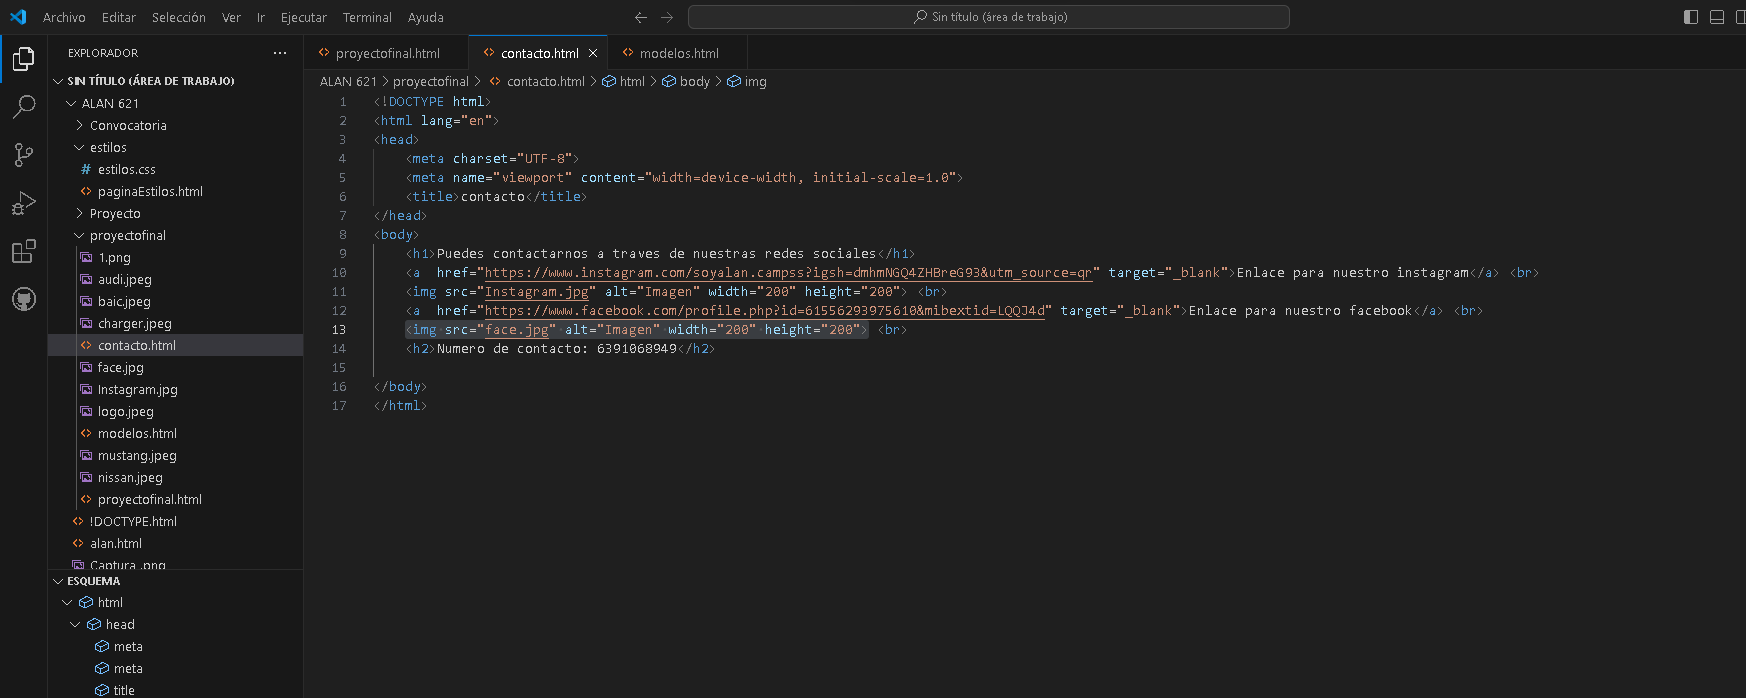 Archivo Editar Selección Ver Ir Ejecutar Terminal Ayuda
Sin título (área de trabajo)
EXPLORADOR
SIN TÍTULO (ÁREA DE TRABAJO)
ALAN 621
Convocatoria
estilos
# estilos.css
paginaEstilos.html
Proyecto
proyectofinal
1.png
audi.jpeg
baic.jpeg
charger.jpeg
contacto.html
face.jpg
Instagram.jpg
logo.jpeg
modelos.html
mustang.jpeg
nissan.jpeg
proyectofinal.html
!DOCTYPE.html
alan.html
Captura .png
ESQUEMA
html
head
meta
meta
title
proyectofinal.html contacto.html modelos.html
ALAN 621 > proyectofinal > contacto.html > html > body > img
1 <!DOCTYPE html>
2 <html lang="en">
3 <head>
4 <meta charset="UTF-8">
5 <meta name="viewport" content="width=device-width, initial-scale=1.0">
6 <title>contacto</title>
7 </head>
8 <body>
9 <h1>Puedes contactarnos a traves de nuestras redes sociales</h1>
10 <a  href="https://www.instagram.com/soyalan.campss?igsh=dmhmNGQ4ZHBreG93&utm_source=qr" target="_blank">Enlace para nuestro instagram</a> <br>
11 <img src="Instagram.jpg" alt="Imagen" width="200" height="200"> <br>
12 <a  href="https://www.facebook.com/profile.php?id=61556293975610&mibextid=LQQJ4d" target="_blank">Enlace para nuestro facebook</a> <br>
13 <img src="face.jpg" alt="Imagen" width="200" height="200"> <br>
14 <h2>Numero de contacto: 6391068949</h2>
15
16 </body>
17 </html>